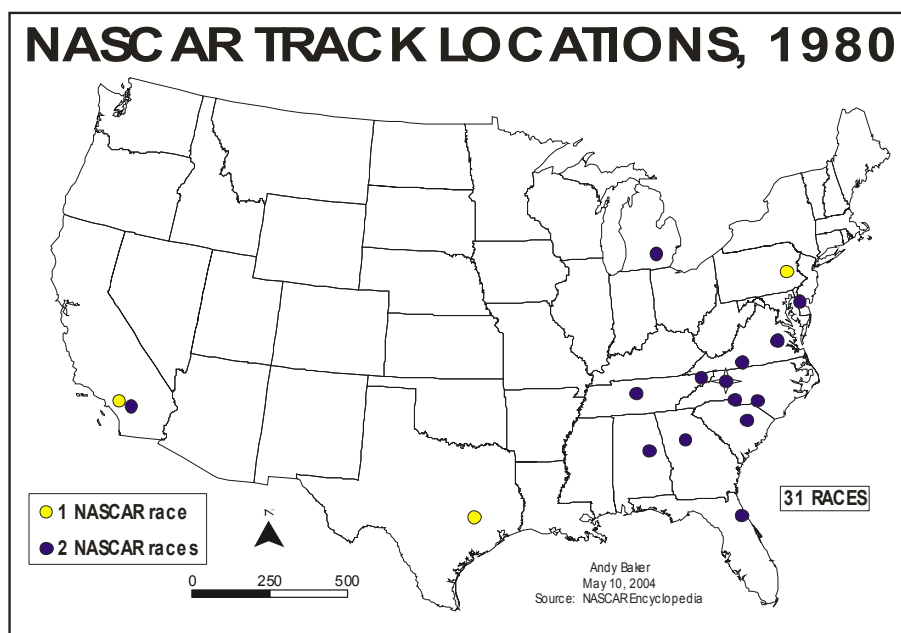 NASCAR TRACK LOCATIONS, 1980
31 RACES
1 NASCAR race
2 NASCAR races
N
0 250 500
Andy Baker
May 10, 2004
Source: NASCAR Encyclopedia